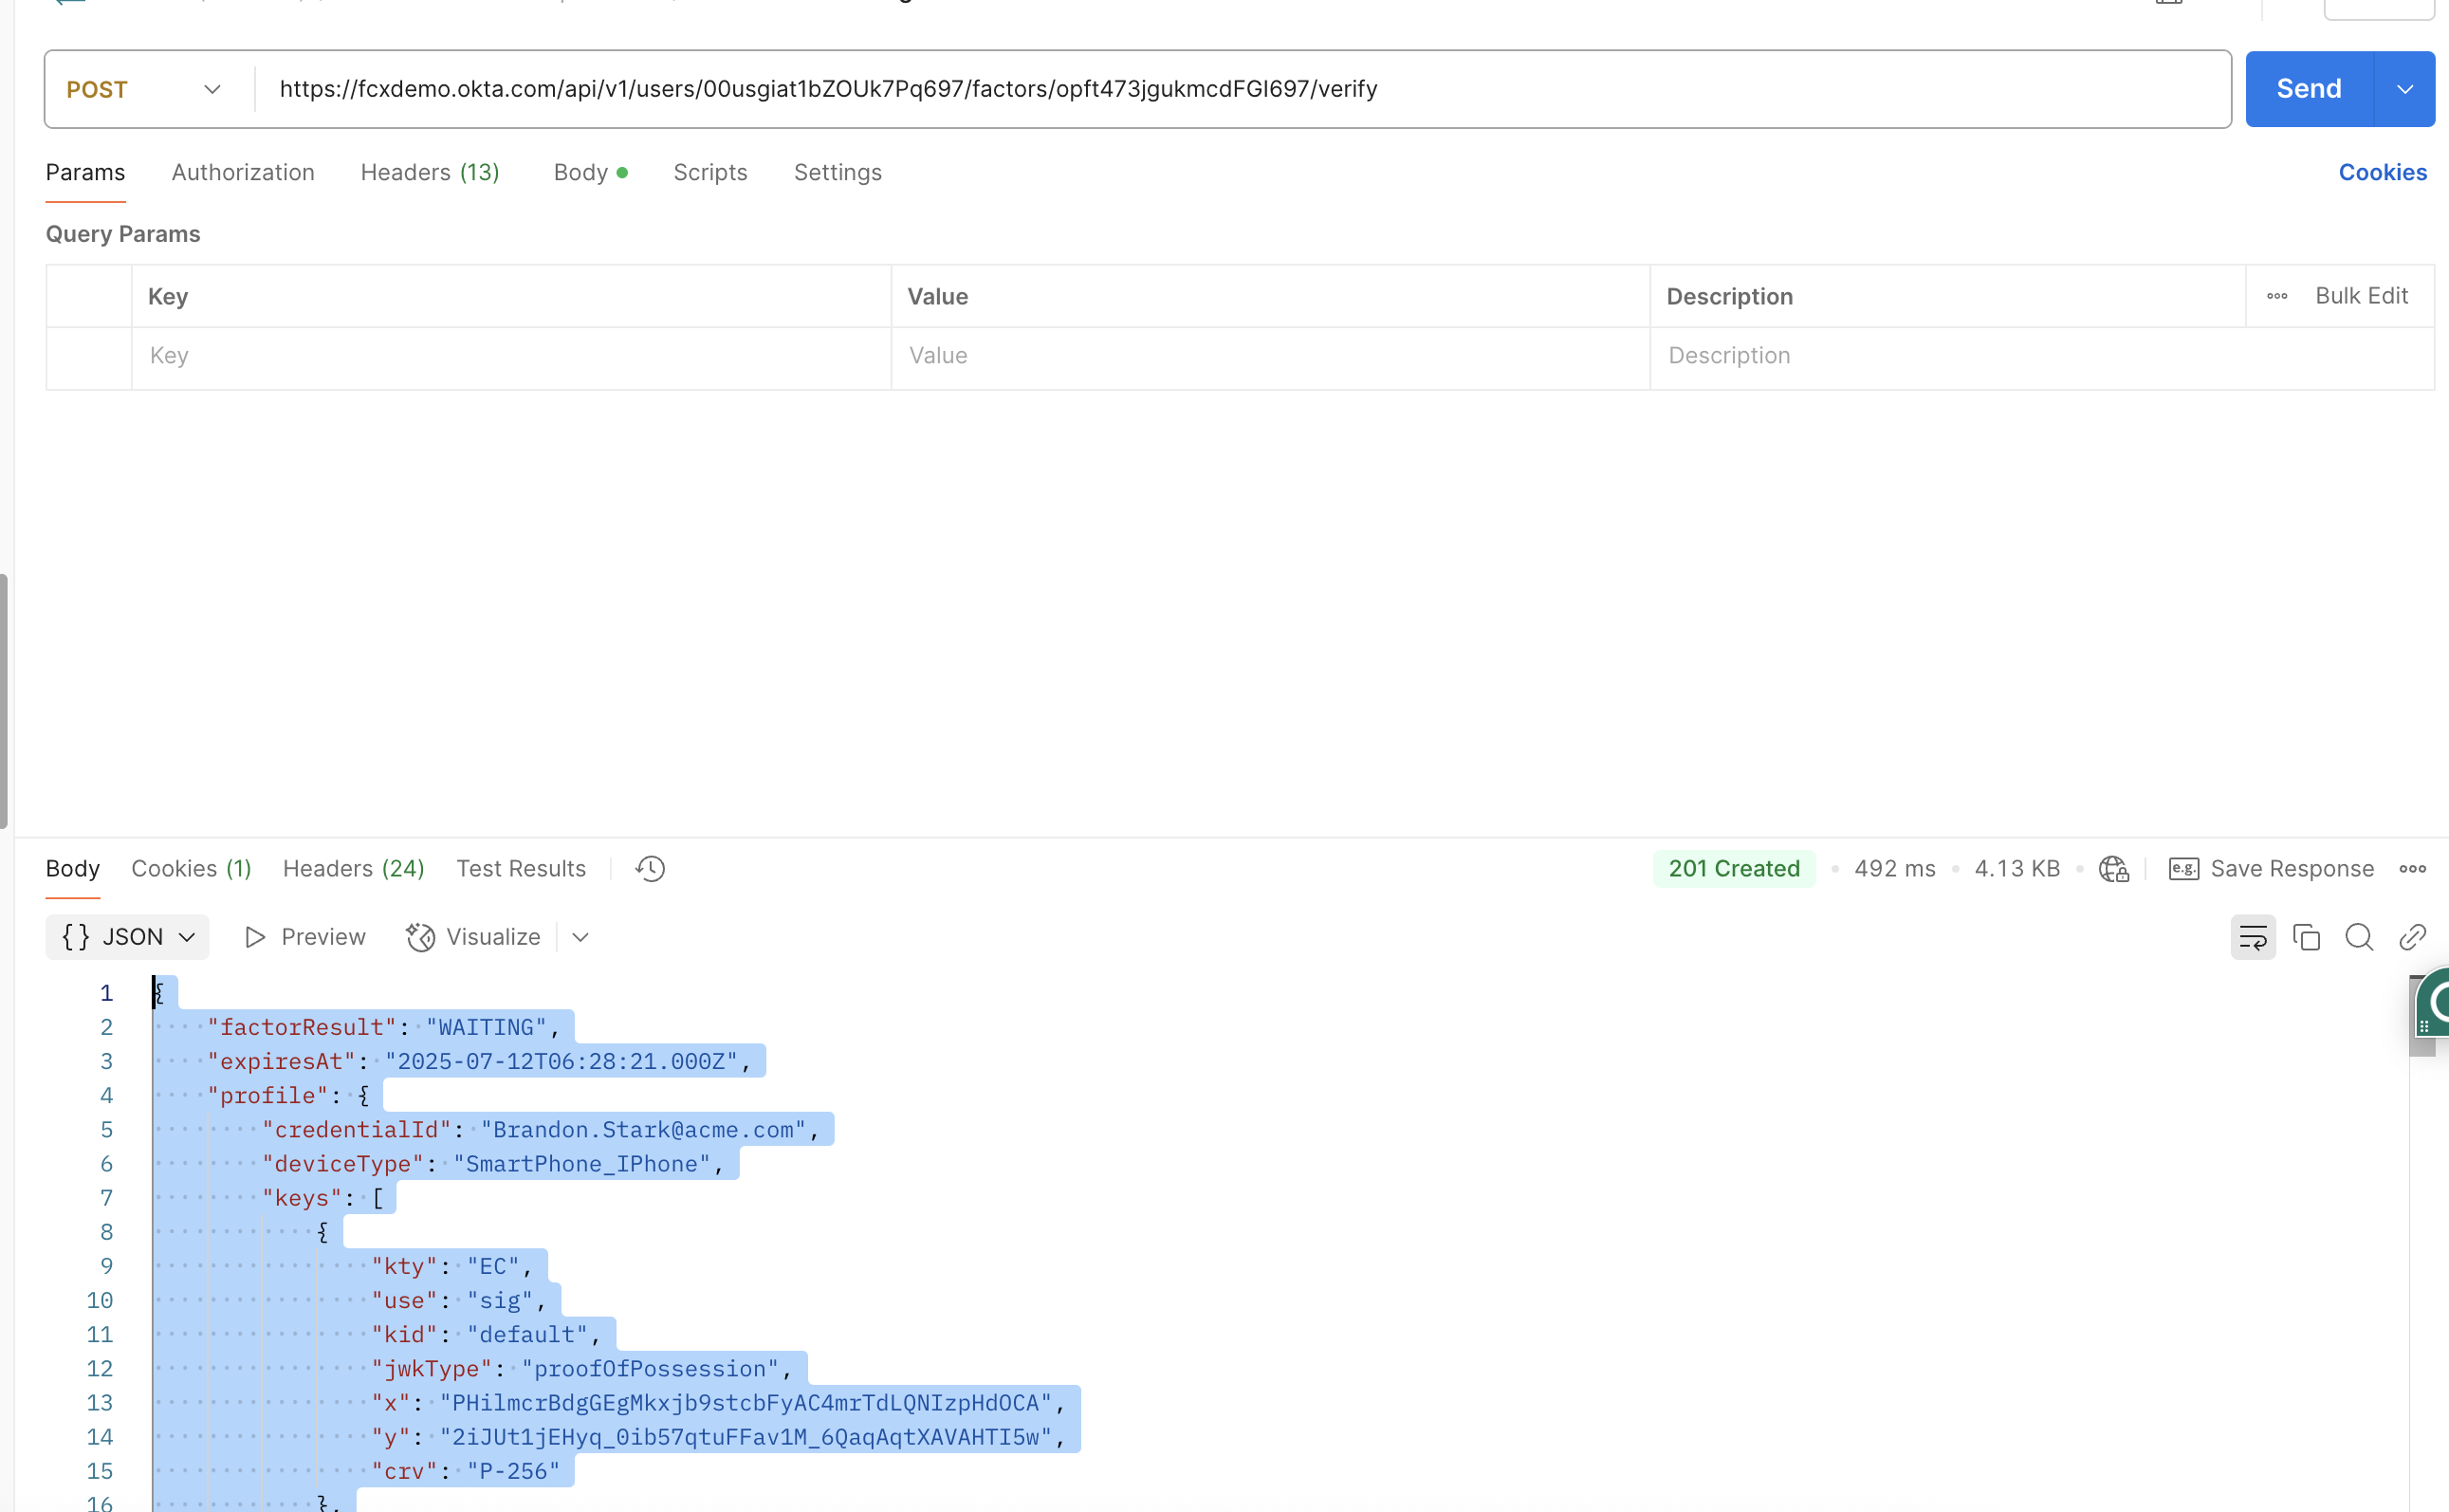 POST https://fcxdemo.okta.com/api/v1/users/00usgiat1bZOUk7Pq697/factors/opft473jgukmcdFGI697/verify Send
Params Authorization Headers (13) Body Scripts Settings Cookies
Query Params
Key Value Description Bulk Edit
Key Value Description
Body Cookies (1) Headers (24) Test Results 201 Created 492 ms 4.13 KB e.g. Save Response
{} JSON Preview Visualize
1 {
2 "factorResult": "WAITING",
3 "expiresAt": "2025-07-12T06:28:21.000Z",
4 "profile": {
5 "credentialId": "Brandon.Stark@acme.com",
6 "deviceType": "SmartPhone_IPhone",
7 "keys": [
8 {
9 "kty": "EC",
10 "use": "sig",
11 "kid": "default",
12 "jwkType": "proofOfPossession",
13 "x": "PHilmcrBdgGEgMkxjb9stcbFyAC4mrTdLQNIzpHdOCA",
14 "y": "2iJUt1jEHyq_0ib57qtuFFav1M_6QaqAqtXAVAHTI5w",
15 "crv": "P-256"
16 },